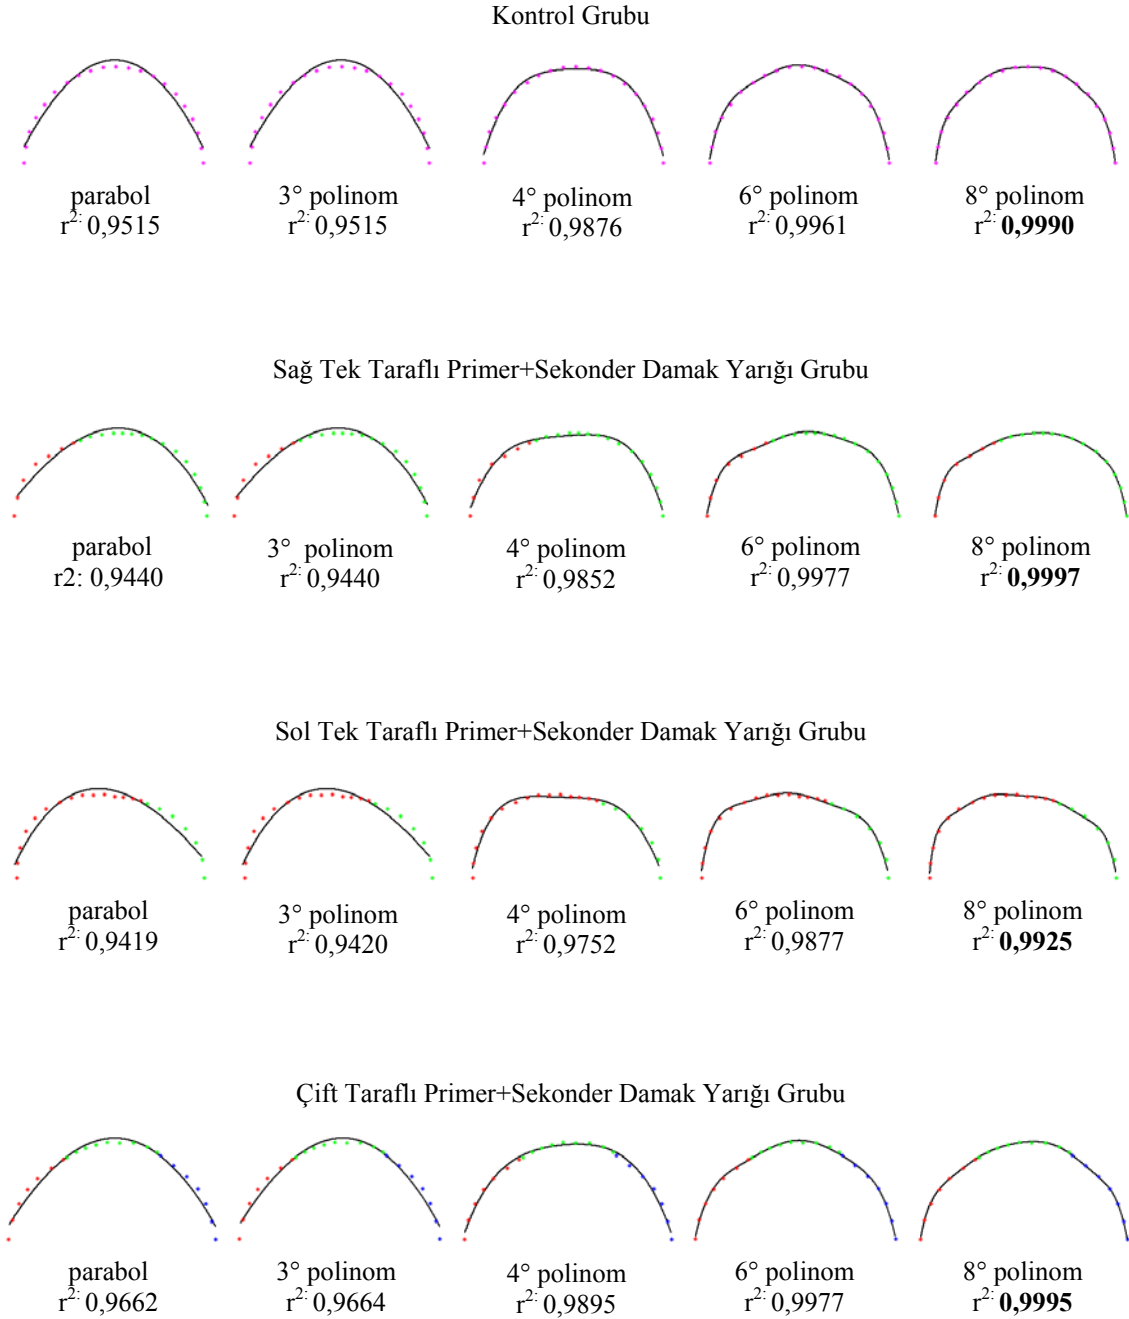 Kontrol Grubu
parabol
r2: 0,9515
3° polinom
r2: 0,9515
4° polinom
r2: 0,9876
6° polinom
r2: 0,9961
8° polinom
r2: 0,9990
Sağ Tek Taraflı Primer+Sekonder Damak Yarığı Grubu
parabol
r2: 0,9440
3° polinom
r2: 0,9440
4° polinom
r2: 0,9852
6° polinom
r2: 0,9977
8° polinom
r2: 0,9997
Sol Tek Taraflı Primer+Sekonder Damak Yarığı Grubu
parabol
r2: 0,9419
3° polinom
r2: 0,9420
4° polinom
r2: 0,9752
6° polinom
r2: 0,9877
8° polinom
r2: 0,9925
Çift Taraflı Primer+Sekonder Damak Yarığı Grubu
parabol
r2: 0,9662
3° polinom
r2: 0,9664
4° polinom
r2: 0,9895
6° polinom
r2: 0,9977
8° polinom
r2: 0,9995